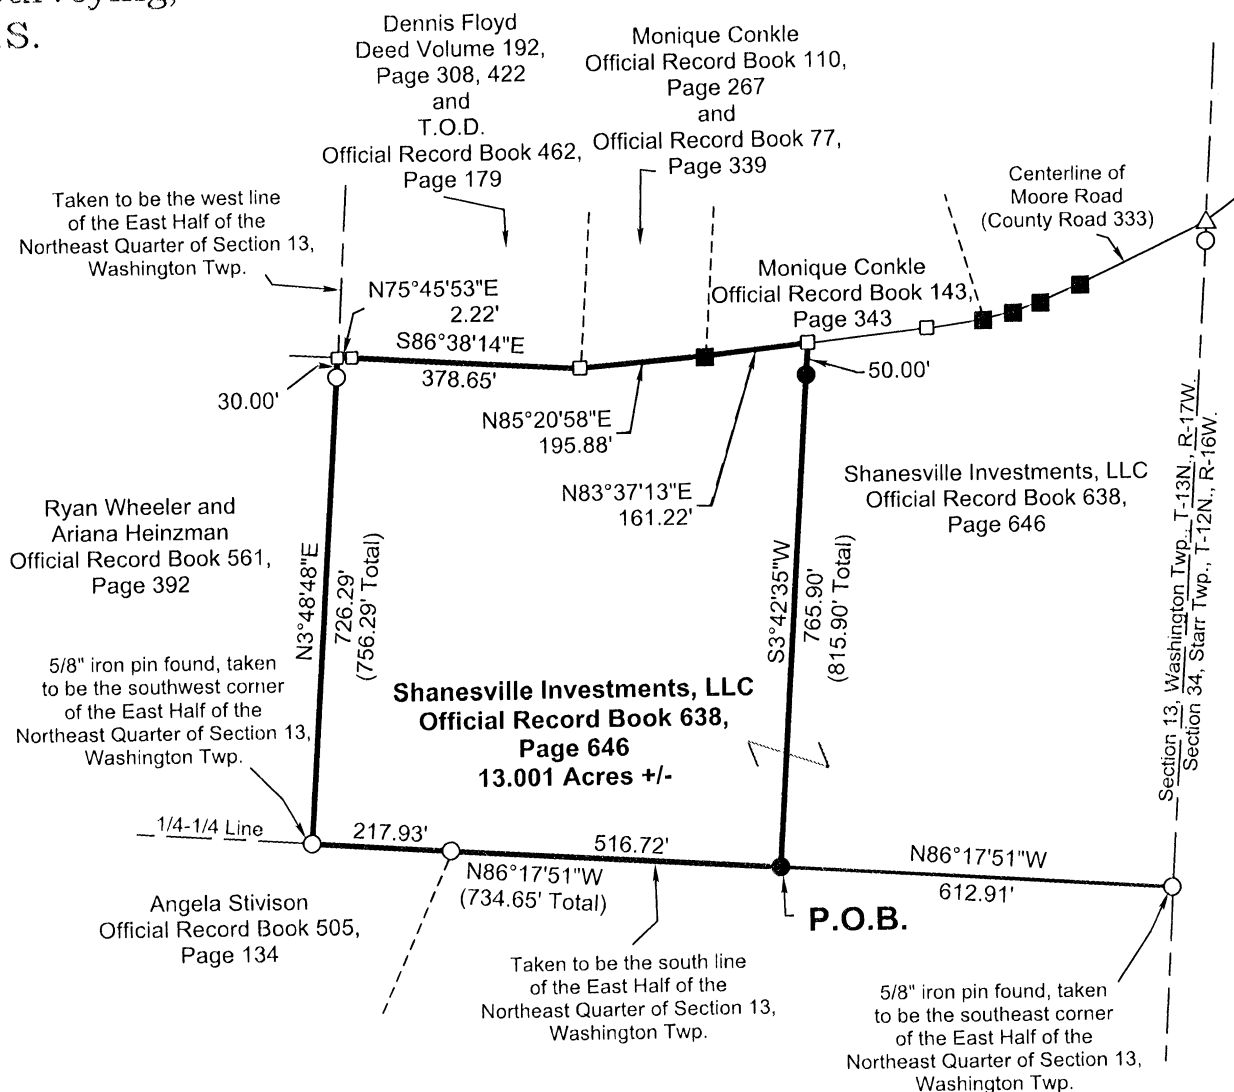 Dennis Floyd
Deed Volume 192,
Page 308, 422
and
T.O.D.
Official Record Book 462,
Page 179
Monique Conkle
Official Record Book 110,
Page 267
and
Official Record Book 77,
Page 339
Centerline of
Moore Road
(County Road 333)
Taken to be the west line
of the East Half of the
Northeast Quarter of Section 13,
Washington Twp.
N75°45'53"E
2.22'
S86°38'14"E
378.65'
30.00'
Monique Conkle
Official Record Book 143,
Page 343
50.00'
N85°20'58"E
195.88'
N83°37'13"E
161.22'
Shanesville Investments, LLC
Official Record Book 638,
Page 646
Section 13, Washington Twp., T-13N., R-17W.
Section 34, Starr Twp., T-12N., R-16W.
Ryan Wheeler and
Ariana Heinzman
Official Record Book 561,
Page 392
N3°48'48"E
726.29'
(756.29' Total)
S3°42'35"W
765.90'
(815.90' Total)
5/8" iron pin found, taken
to be the southwest corner
of the East Half of the
Northeast Quarter of Section 13,
Washington Twp.
Shanesville Investments, LLC
Official Record Book 638,
Page 646
13.001 Acres +/-
1/4-1/4 Line
217.93'
516.72'
N86°17'51"W
(734.65' Total)
N86°17'51"W
612.91'
P.O.B.
Angela Stivison
Official Record Book 505,
Page 134
Taken to be the south line
of the East Half of the
Northeast Quarter of Section 13,
Washington Twp.
5/8" iron pin found, taken
to be the southeast corner
of the East Half of the
Northeast Quarter of Section 13,
Washington Twp.